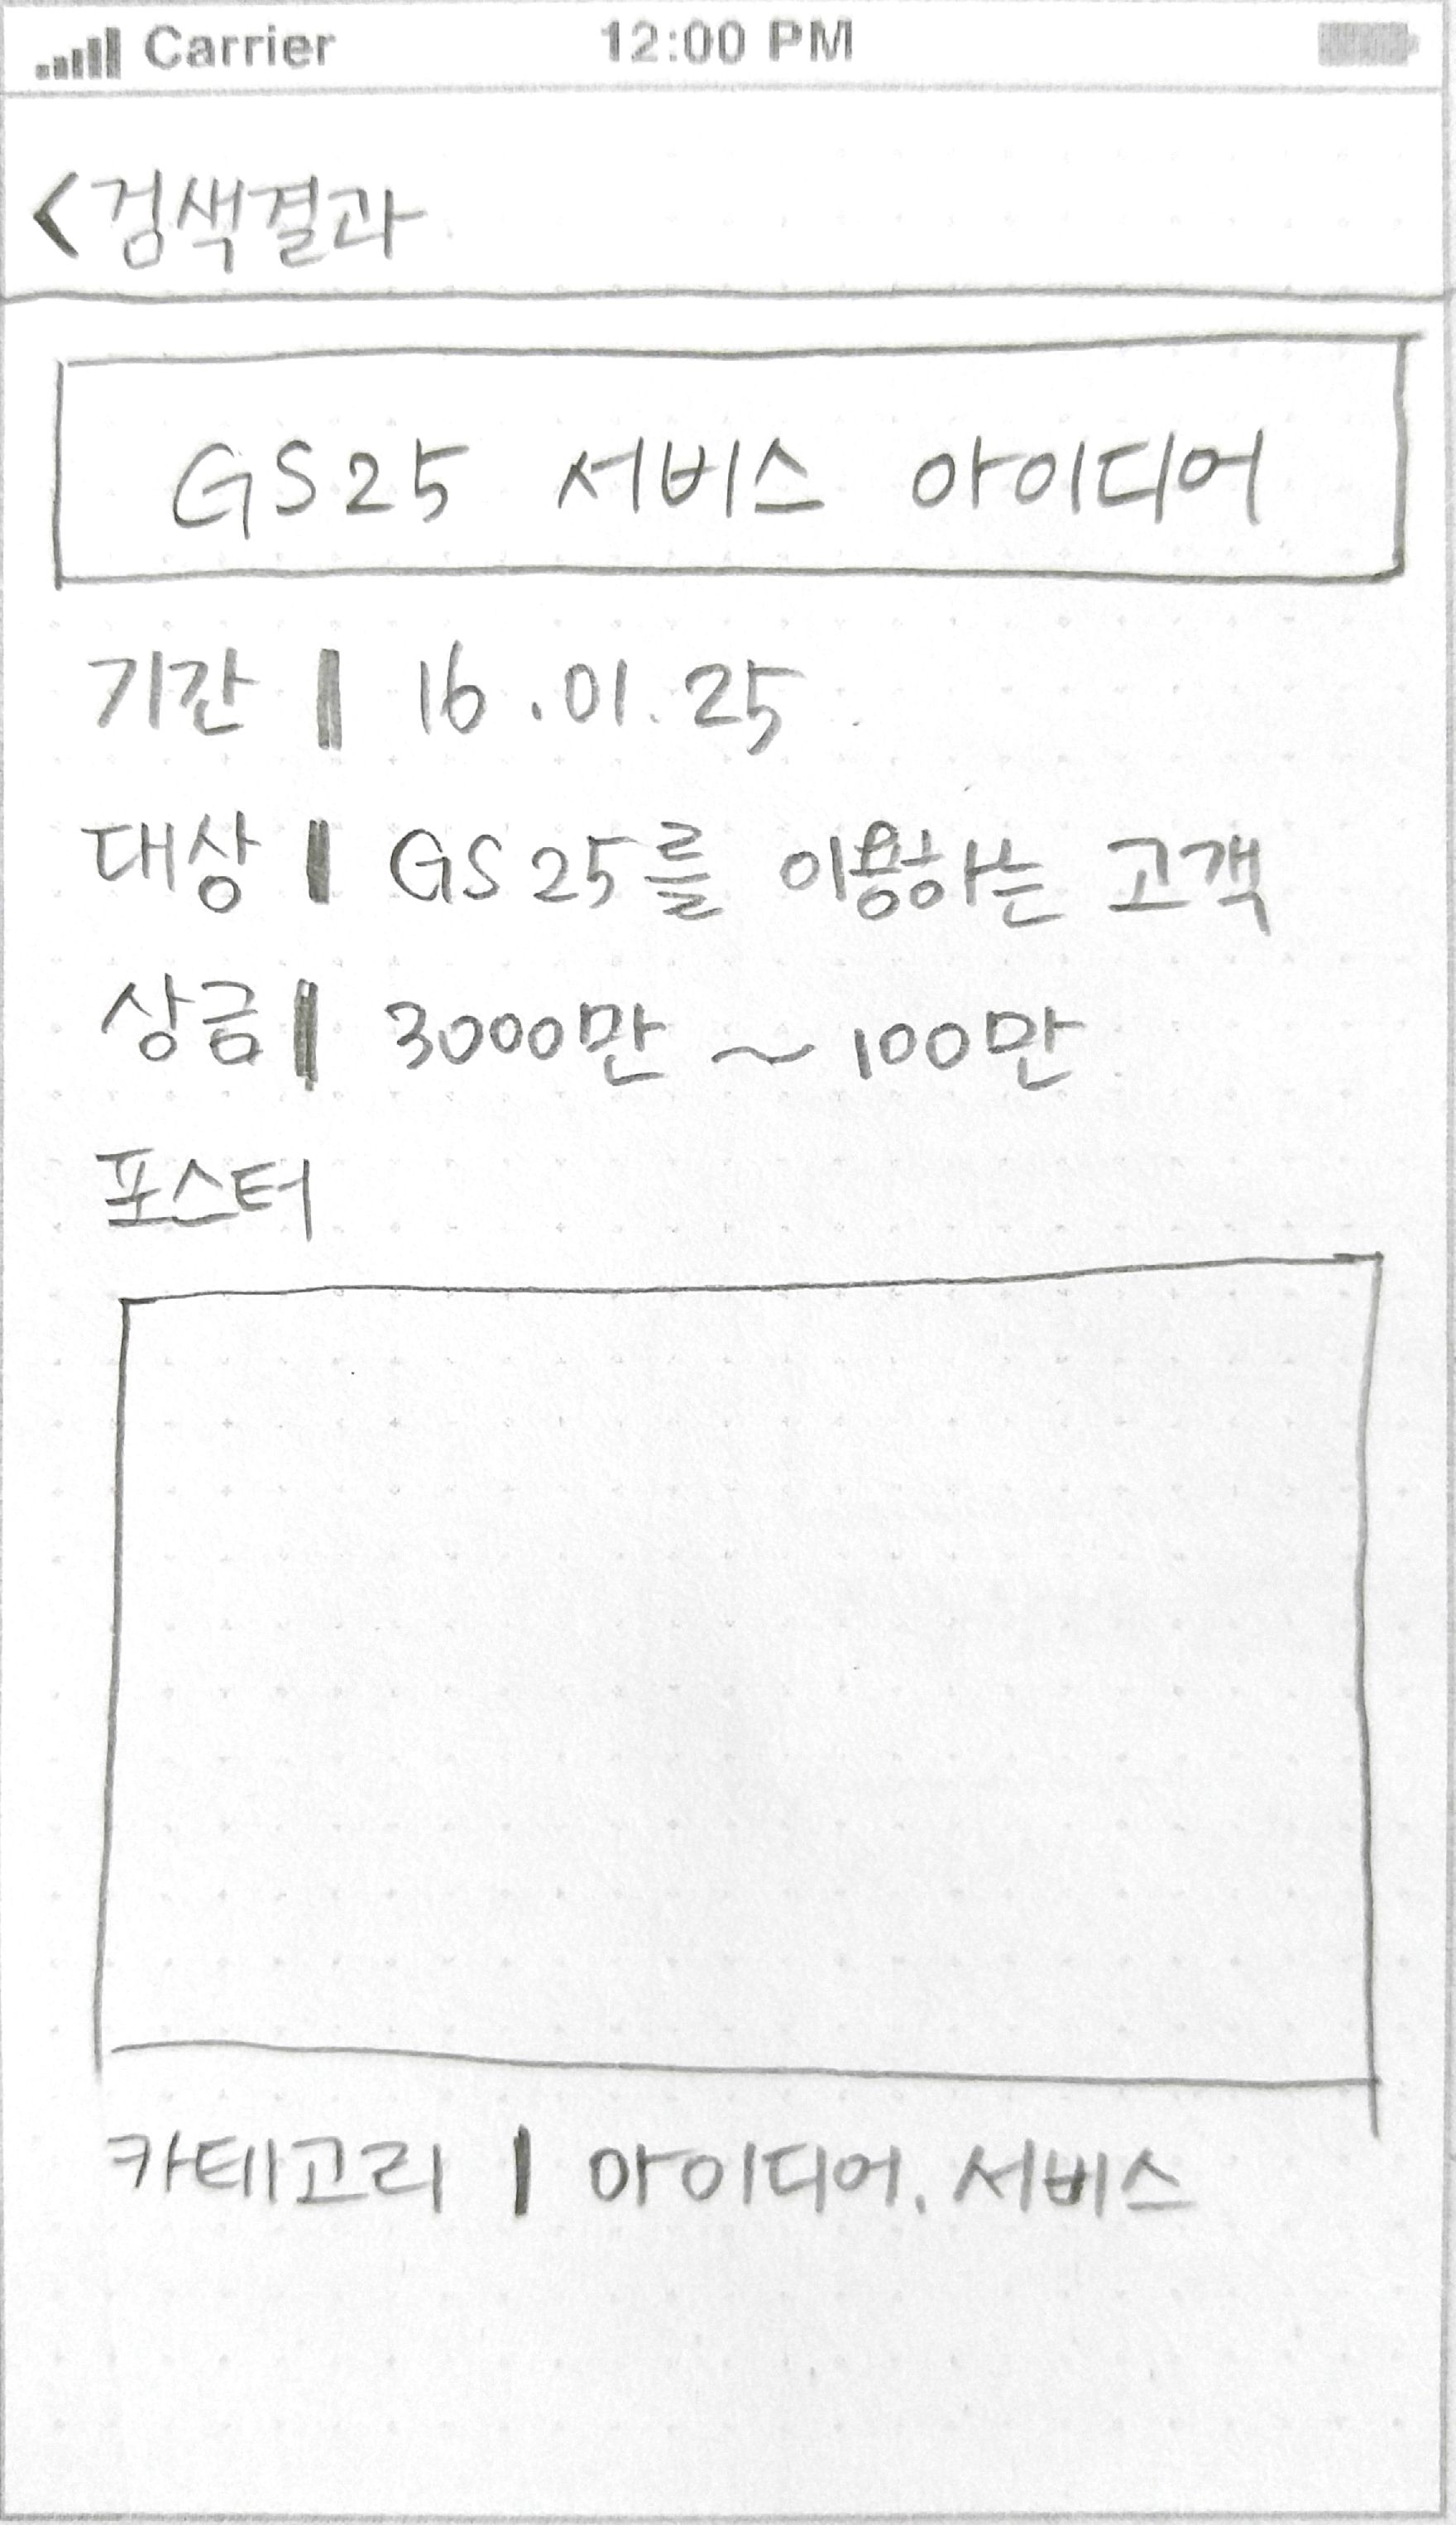 Carrier 12:00 PM
<검색결과
GS25 서비스 아이디어
기간 | 16.01.25
대상 | GS25를 이용하는 고객
상금 | 3000만 ~ 100만
포스터
카테고리 | 아이디어. 서비스